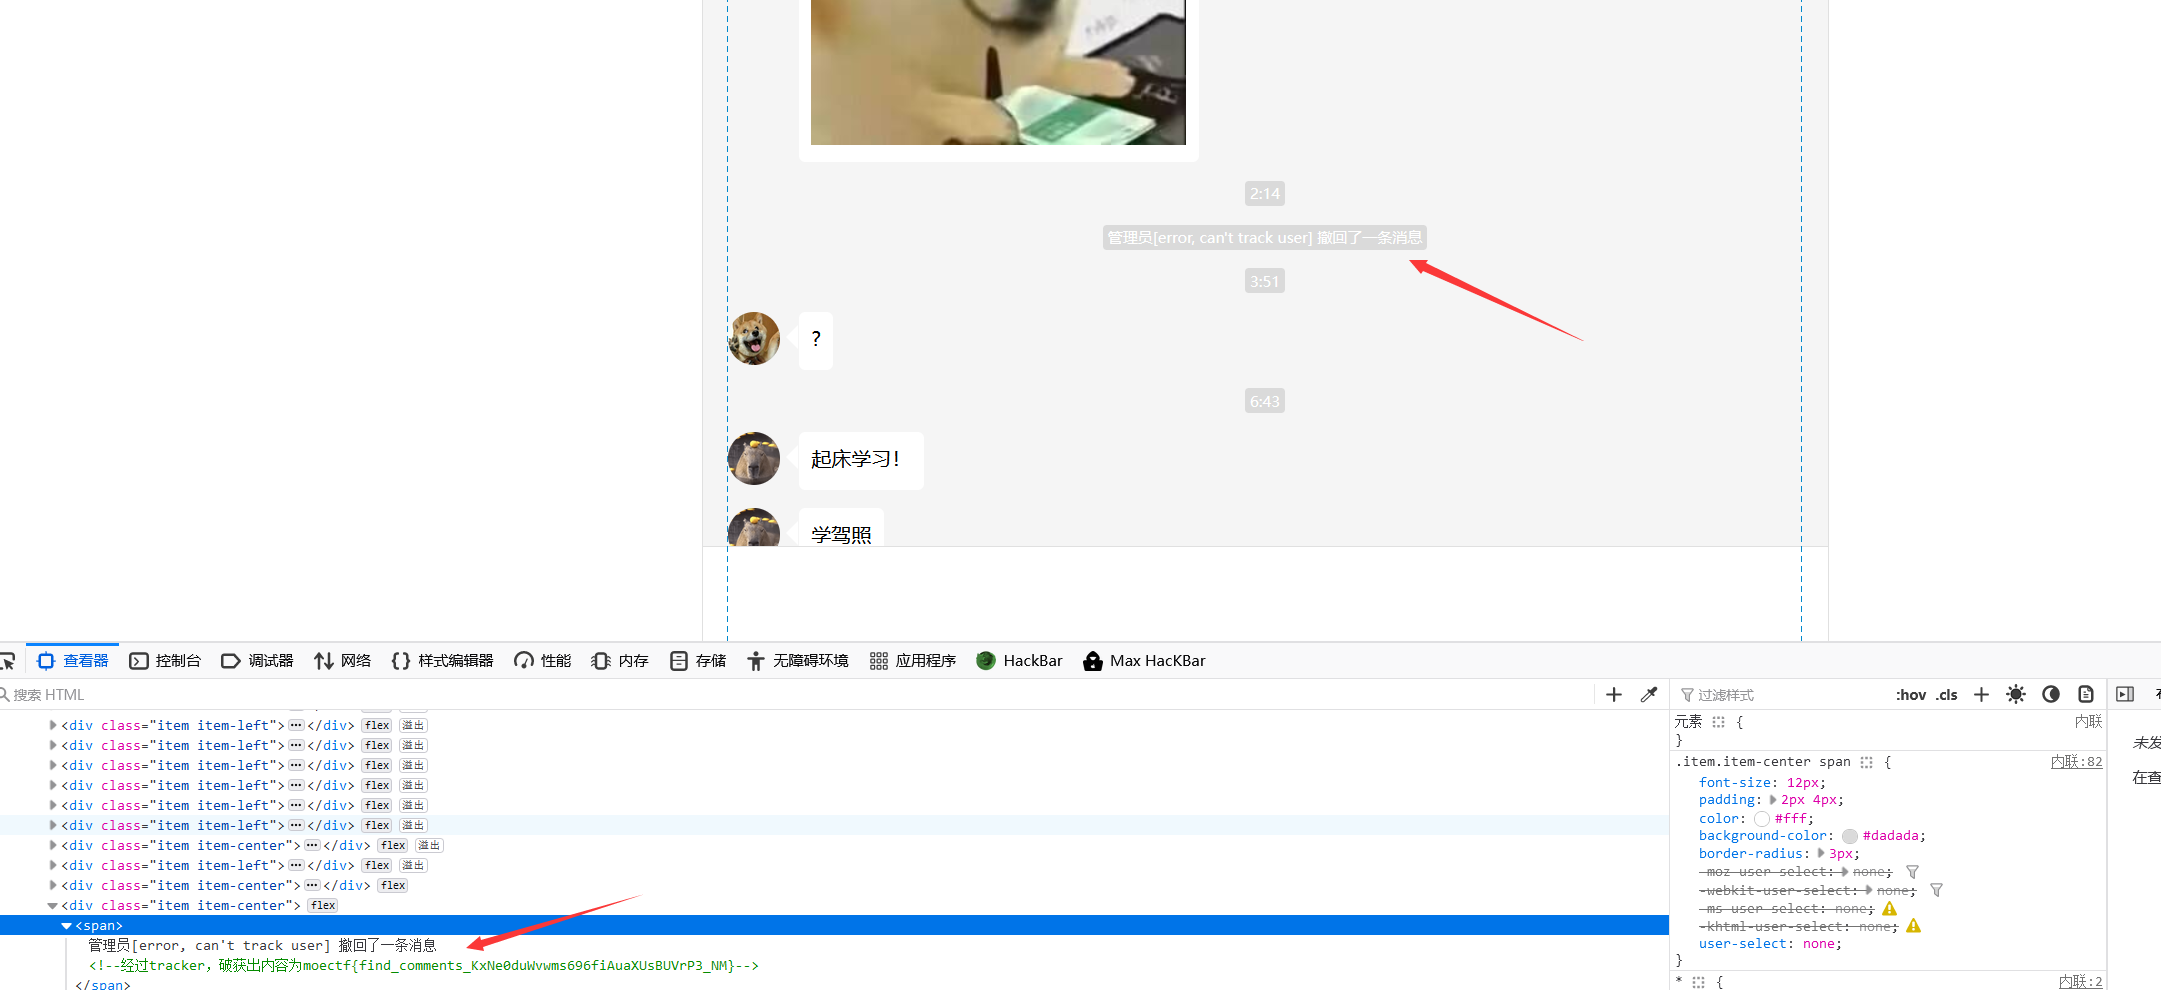 2:14
管理员[error, can't track user] 撤回了一条消息
3:51
?
6:43
起床学习！
学驾照
查看器 控制台 调试器 网络 样式编辑器 性能 内存 存储 无障碍环境 应用程序 HackBar Max HacKBar
搜索 HTML
过滤样式 :hov .cls
<div class="item item-left"> ••• </div> flex 溢出
<div class="item item-left"> ••• </div> flex 溢出
<div class="item item-left"> ••• </div> flex 溢出
<div class="item item-left"> ••• </div> flex 溢出
<div class="item item-left"> ••• </div> flex 溢出
<div class="item item-left"> ••• </div> flex 溢出
<div class="item item-center"> ••• </div> flex 溢出
<div class="item item-left"> ••• </div> flex 溢出
<div class="item item-center"> ••• </div> flex
<div class="item item-center"> flex
<span>
管理员[error, can't track user] 撤回了一条消息
<!--经过tracker，破获出内容为moectf{find_comments_KxNe0duWvwms696fiAuaXUsBUVrP3_NM}-->
</span>
元素 { 内联
}
.item.item-center span { 内联:82
font-size: 12px;
padding: 2px 4px;
color: #fff;
background-color: #dadada;
border-radius: 3px;
-moz-user-select: none;
-webkit-user-select: none;
-ms-user-select: none;
-khtml-user-select: none;
user-select: none;
}
* { 内联:2
未发
在查